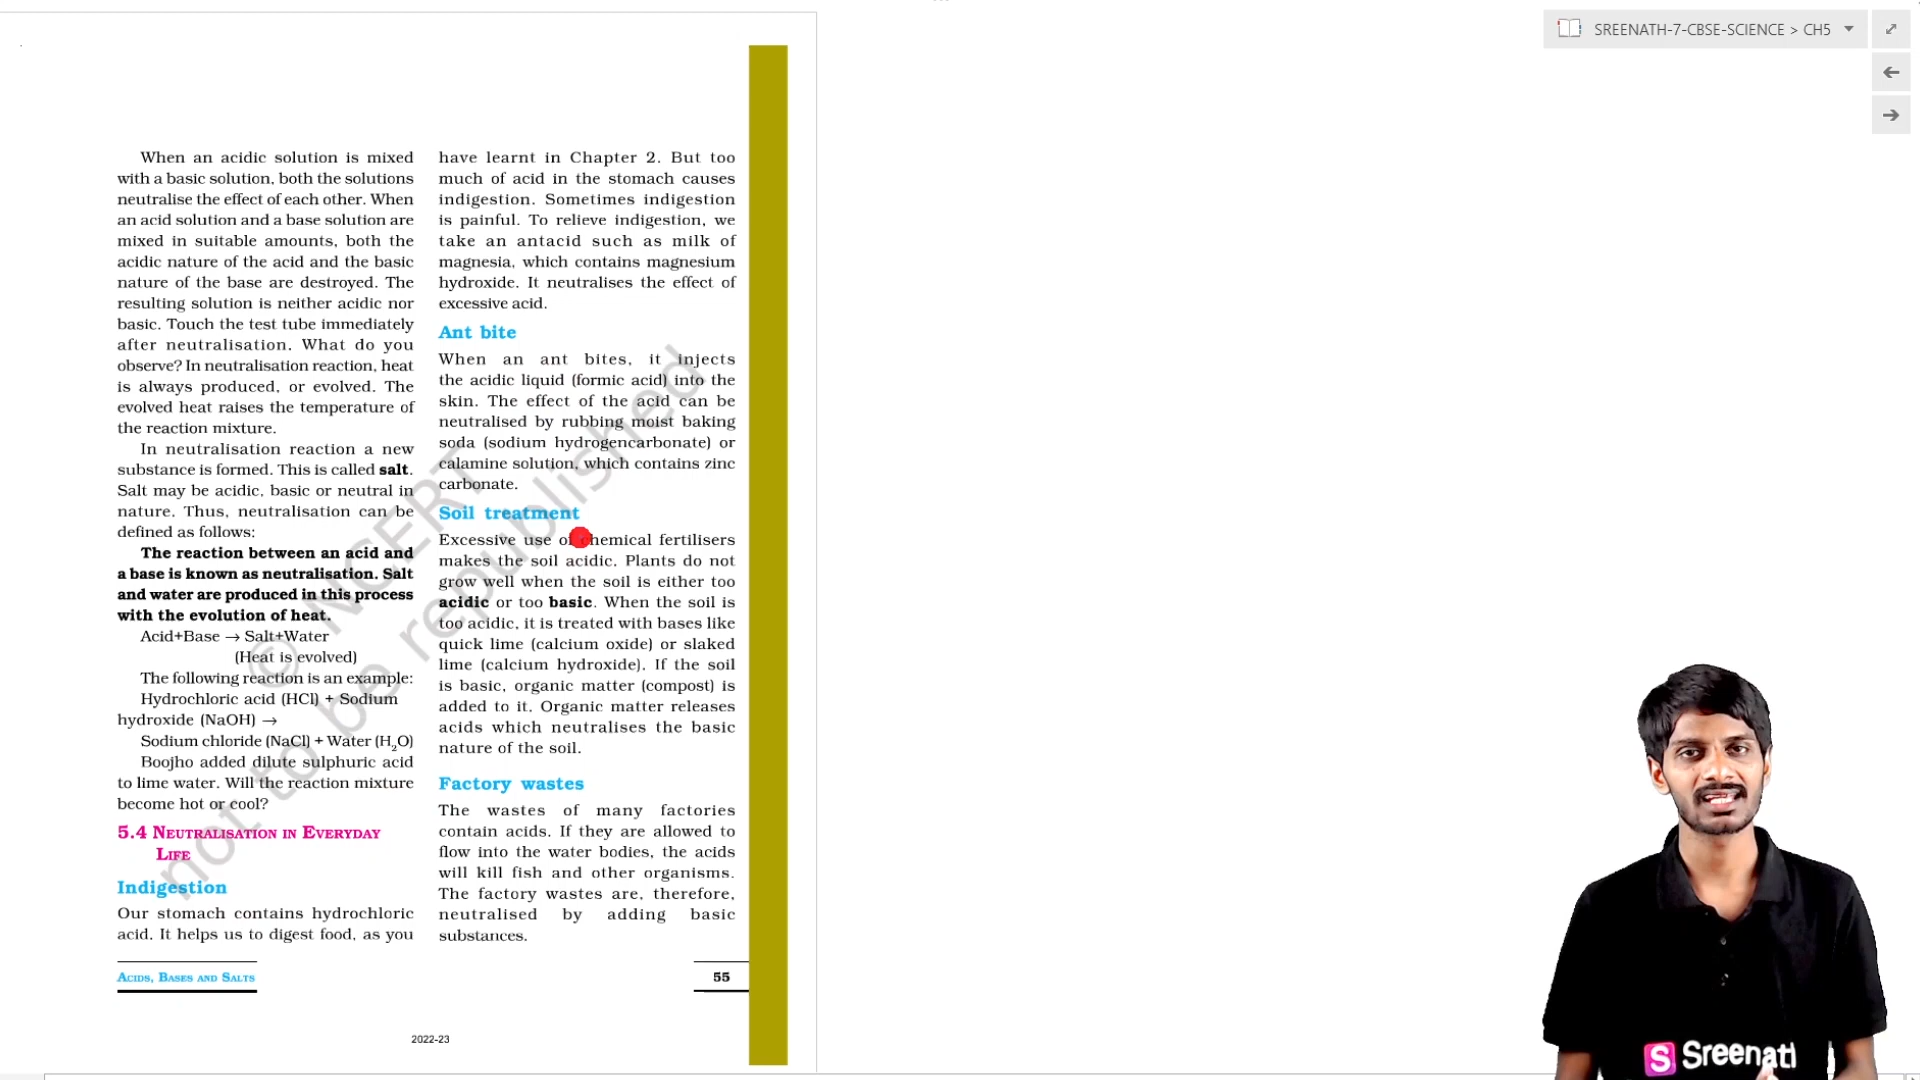 SREENATH-7-CBSE-SCIENCE > CH5
When an acidic solution is mixed
with a basic solution, both the solutions
neutralise the effect of each other. When
an acid solution and a base solution are
mixed in suitable amounts, both the
acidic nature of the acid and the basic
nature of the base are destroyed. The
resulting solution is neither acidic nor
basic. Touch the test tube immediately
after neutralisation. What do you
observe? In neutralisation reaction, heat
is always produced, or evolved. The
evolved heat raises the temperature of
the reaction mixture.
In neutralisation reaction a new
substance is formed. This is called salt.
Salt may be acidic, basic or neutral in
nature. Thus, neutralisation can be
defined as follows:
The reaction between an acid and
a base is known as neutralisation. Salt
and water are produced in this process
with the evolution of heat.
Acid+Base → Salt+Water
(Heat is evolved)
The following reaction is an example:
Hydrochloric acid (HCl) + Sodium
hydroxide (NaOH) →
Sodium chloride (NaCl) + Water (H₂O)
Boojho added dilute sulphuric acid
to lime water. Will the reaction mixture
become hot or cool?
5.4 NEUTRALISATION IN EVERYDAY
LIFE
Indigestion
Our stomach contains hydrochloric
acid. It helps us to digest food, as you
have learnt in Chapter 2. But too
much of acid in the stomach causes
indigestion. Sometimes indigestion
is painful. To relieve indigestion, we
take an antacid such as milk of
magnesia, which contains magnesium
hydroxide. It neutralises the effect of
excessive acid.
Ant bite
When an ant bites, it injects
the acidic liquid (formic acid) into the
skin. The effect of the acid can be
neutralised by rubbing moist baking
soda (sodium hydrogencarbonate) or
calamine solution, which contains zinc
carbonate.
Soil treatment
Excessive use of chemical fertilisers
makes the soil acidic. Plants do not
grow well when the soil is either too
acidic or too basic. When the soil is
too acidic, it is treated with bases like
quick lime (calcium oxide) or slaked
lime (calcium hydroxide). If the soil
is basic, organic matter (compost) is
added to it. Organic matter releases
acids which neutralises the basic
nature of the soil.
Factory wastes
The wastes of many factories
contain acids. If they are allowed to
flow into the water bodies, the acids
will kill fish and other organisms.
The factory wastes are, therefore,
neutralised by adding basic
substances.
© NCERT
not to be republished
ACIDS, BASES AND SALTS
55
2022-23
S Sreenath